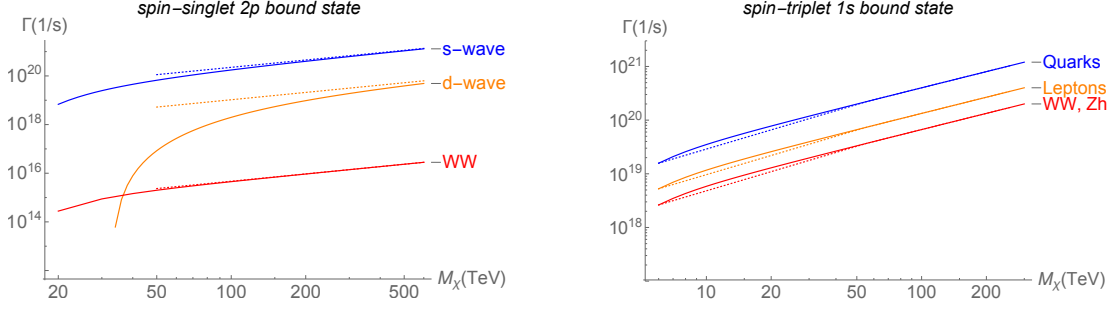 spin-singlet 2p bound state
Γ(1/s)
10^20
10^18
10^16
10^14
s-wave
d-wave
WW
20
50
100
200
500
M_χ(TeV)
spin-triplet 1s bound state
Γ(1/s)
10^21
10^20
10^19
10^18
Quarks
Leptons
WW, Zh
10
20
50
100
200
M_χ(TeV)